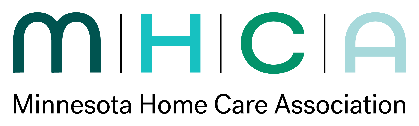 M | H | C | A
Minnesota Home Care Association